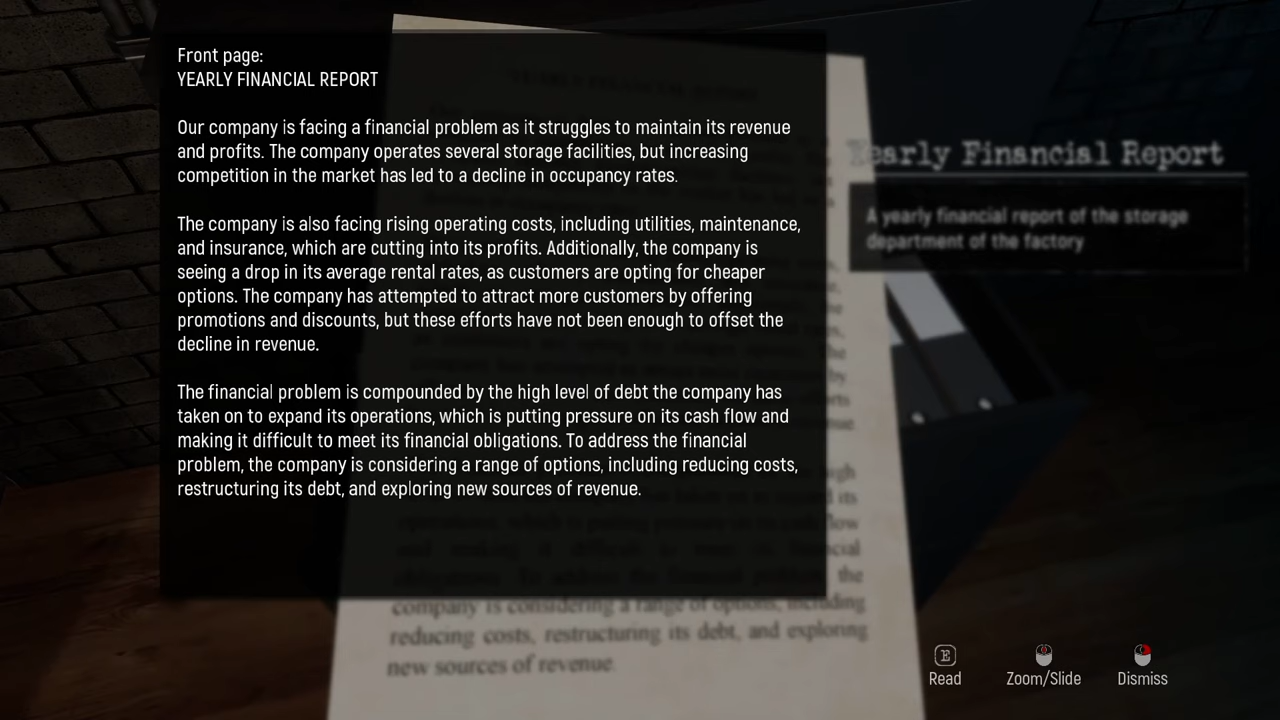 Front page:
YEARLY FINANCIAL REPORT
Our company is facing a financial problem as it struggles to maintain its revenue
and profits. The company operates several storage facilities, but increasing
competition in the market has led to a decline in occupancy rates.
The company is also facing rising operating costs, including utilities, maintenance,
and insurance, which are cutting into its profits. Additionally, the company is
seeing a drop in its average rental rates, as customers are opting for cheaper
options. The company has attempted to attract more customers by offering
promotions and discounts, but these efforts have not been enough to offset the
decline in revenue.
The financial problem is compounded by the high level of debt the company has
taken on to expand its operations, which is putting pressure on its cash flow and
making it difficult to meet its financial obligations. To address the financial
problem, the company is considering a range of options, including reducing costs,
restructuring its debt, and exploring new sources of revenue.
Yearly Financial Report
A yearly financial report of the storage
department of the factory
company is considering a range of options, including
reducing costs, restructuring its debt, and exploring
new sources of revenue.
E
Read
Zoom/Slide
Dismiss